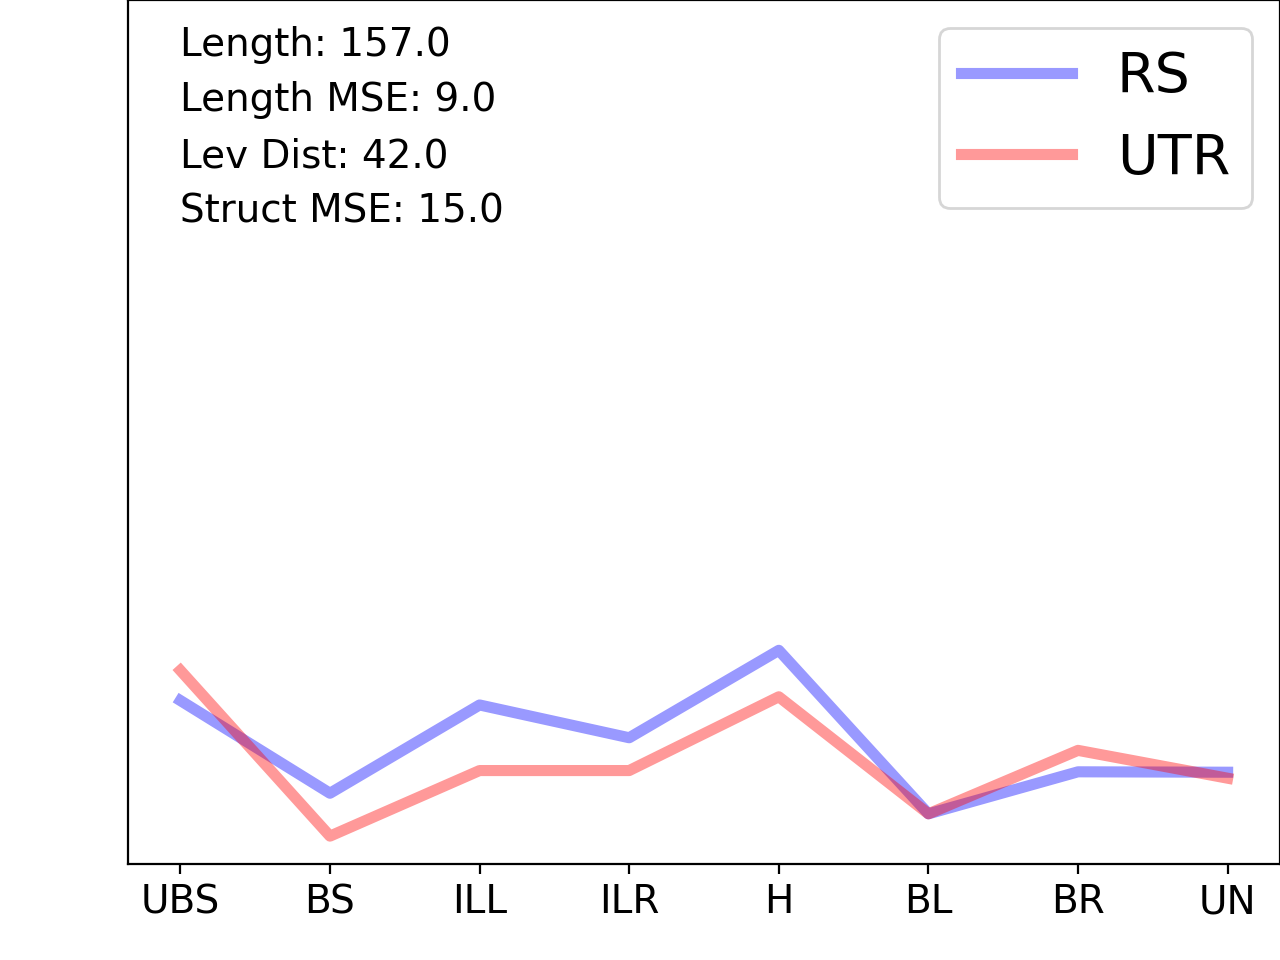 Length: 157.0
Length MSE: 9.0
Lev Dist: 42.0
Struct MSE: 15.0
RS
UTR
UBS BS ILL ILR H BL BR UN